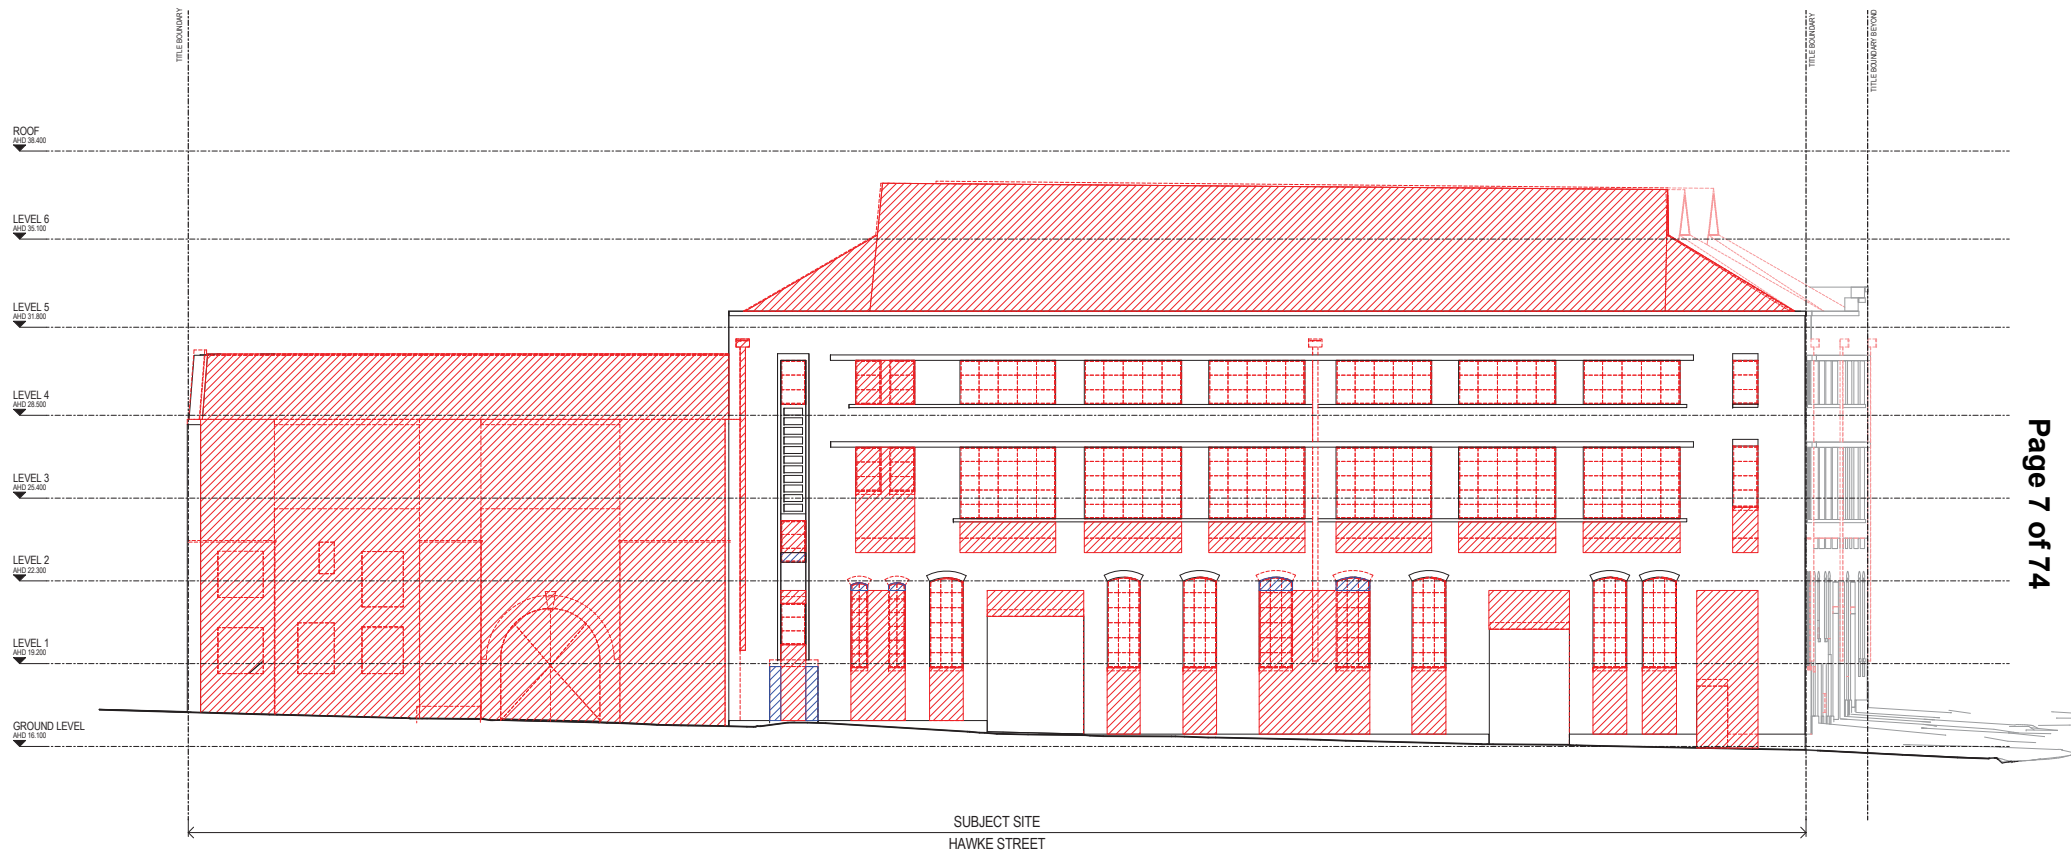 TITLE BOUNDARY
TITLE BOUNDARY
TITLE BOUNDARY BEYOND
ROOF
AHD 38.400
LEVEL 6
AHD 35.100
LEVEL 5
AHD 31.800
LEVEL 4
AHD 28.500
LEVEL 3
AHD 25.400
LEVEL 2
AHD 22.300
LEVEL 1
AHD 19.200
GROUND LEVEL
AHD 16.100
SUBJECT SITE
HAWKE STREET
Page 7 of 74